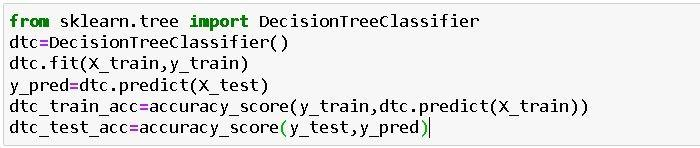 from sklearn.tree import DecisionTreeClassifier
dtc=DecisionTreeClassifier()
dtc.fit(X_train,y_train)
y_pred=dtc.predict(X_test)
dtc_train_acc=accuracy_score(y_train,dtc.predict(X_train))
dtc_test_acc=accuracy_score(y_test,y_pred)